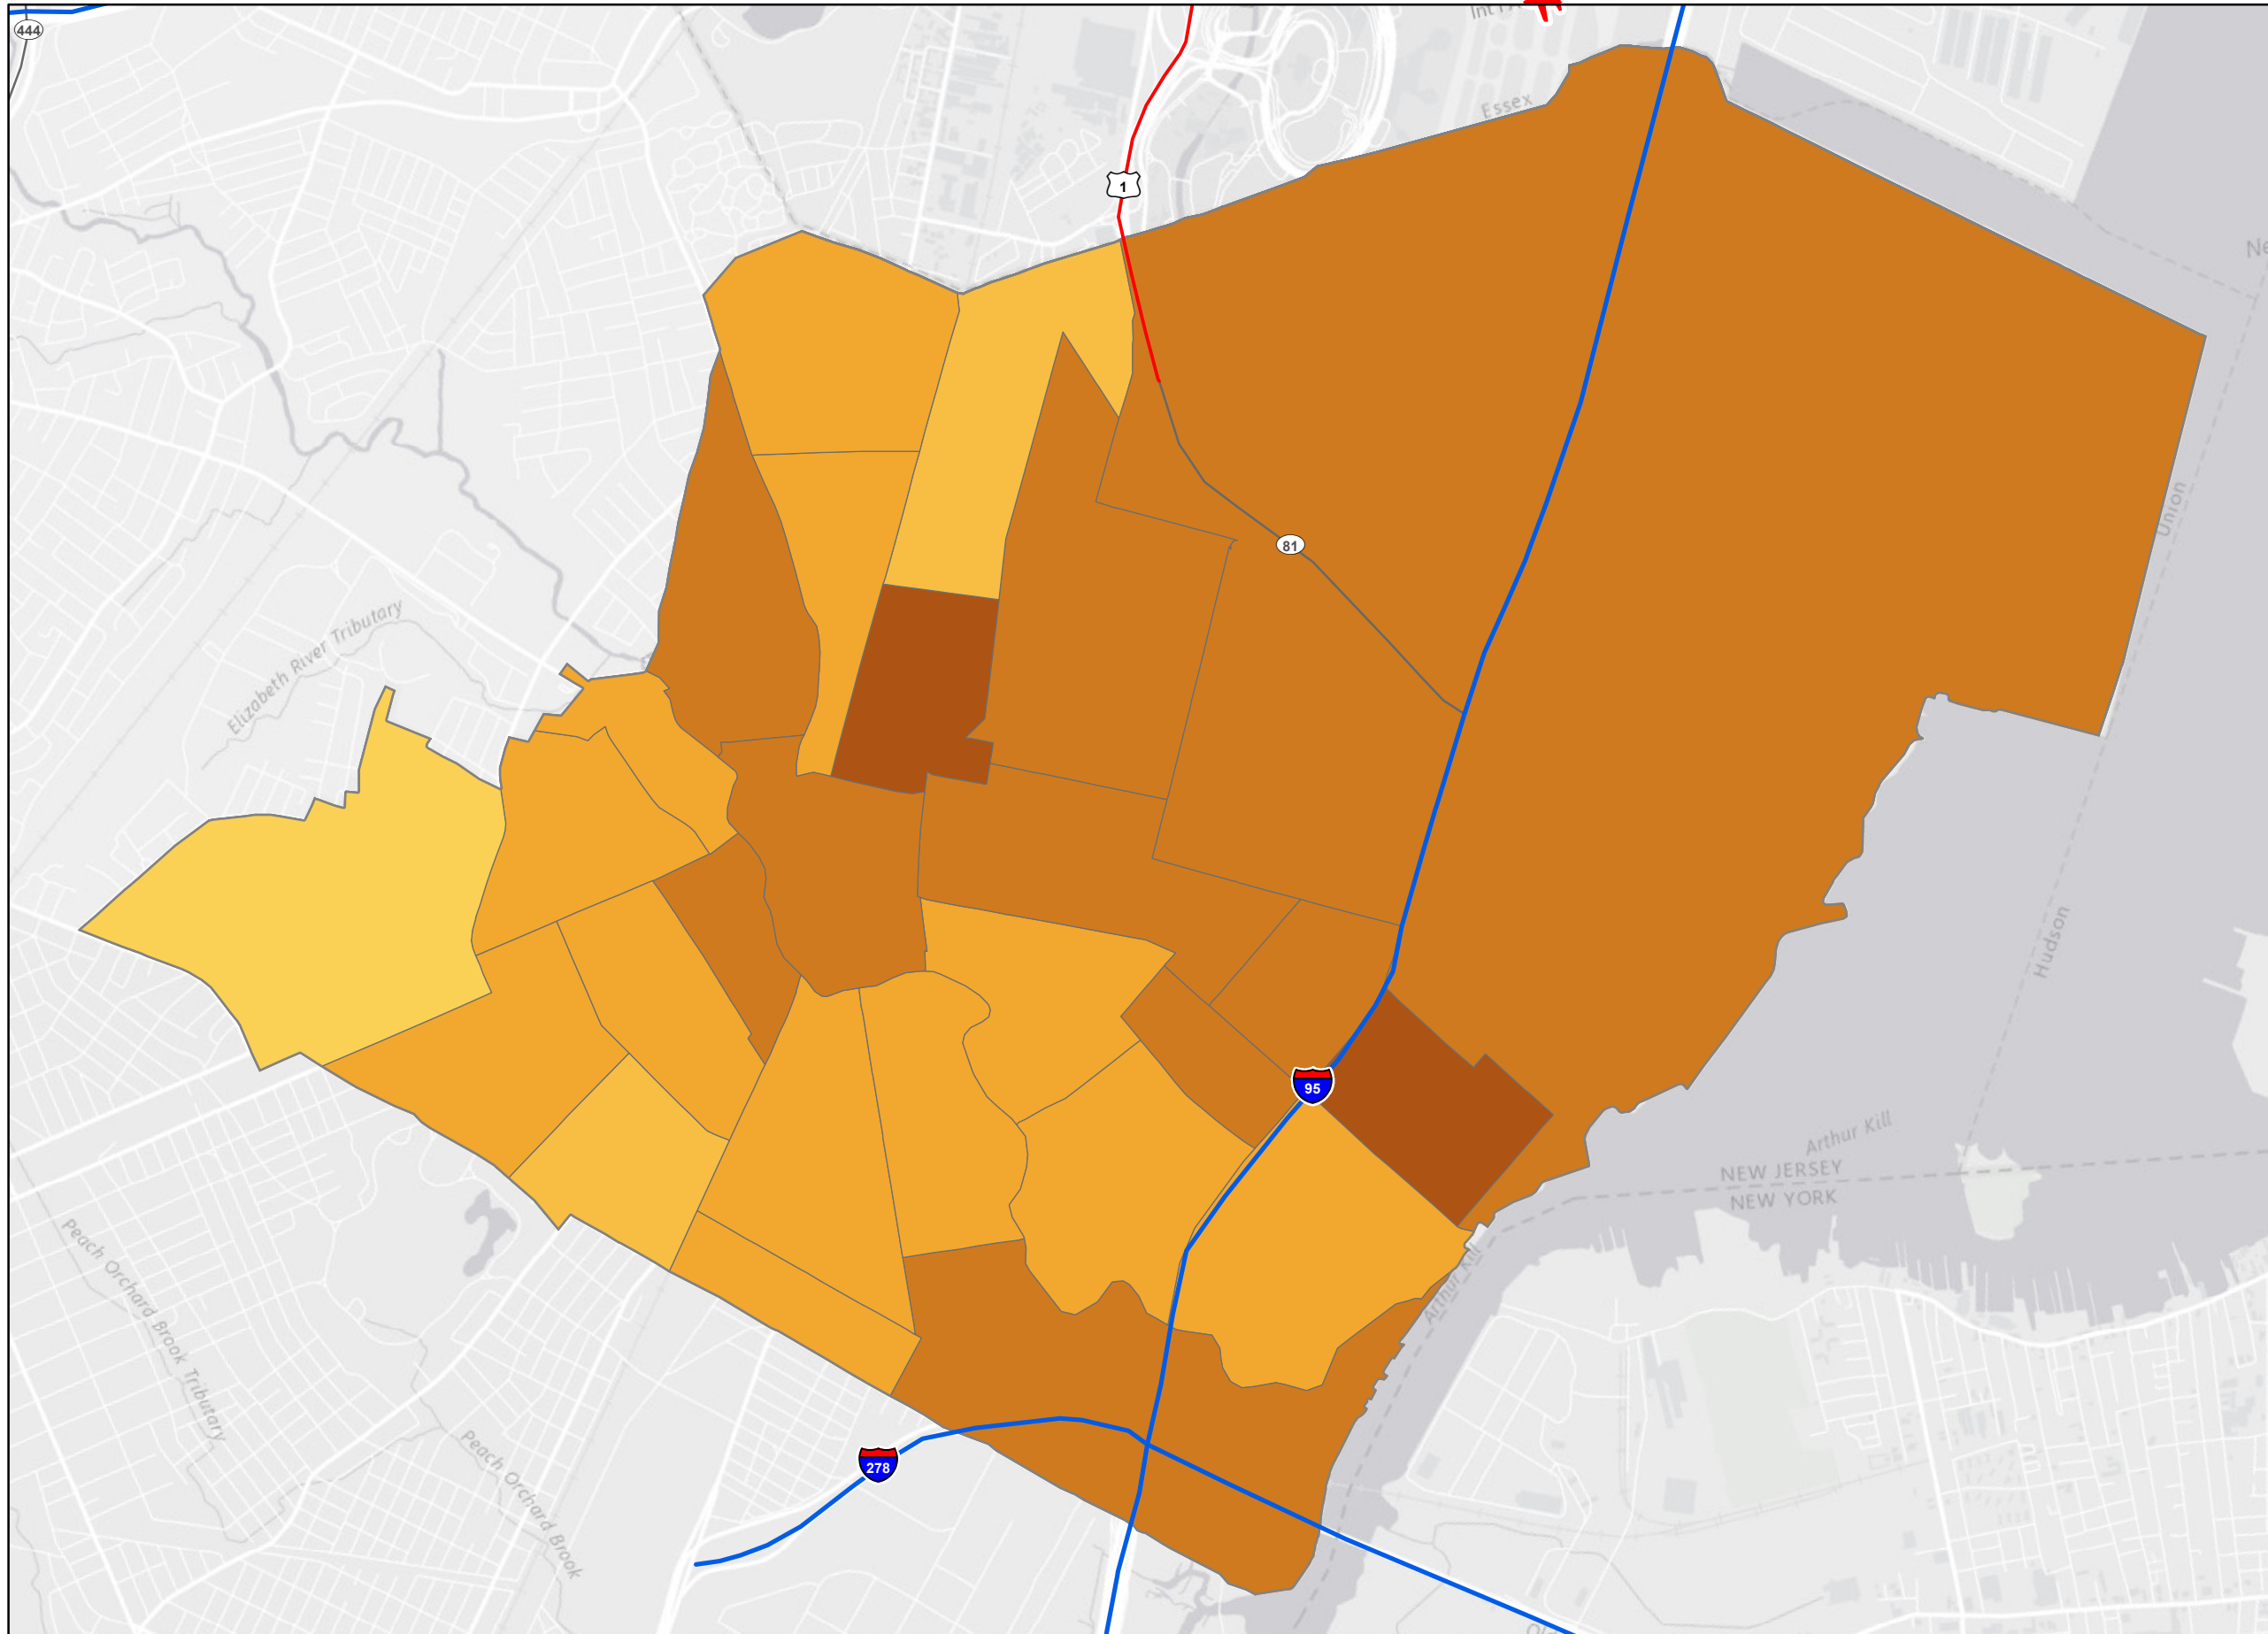 444
Int'l A
1
Essex
Ne
81
Union
Elizabeth River Tributary
Hudson
95
Arthur Kill
NEW JERSEY
NEW YORK
Arthur Kill
Peach Orchard Brook Tributary
278
Peach Orchard Brook